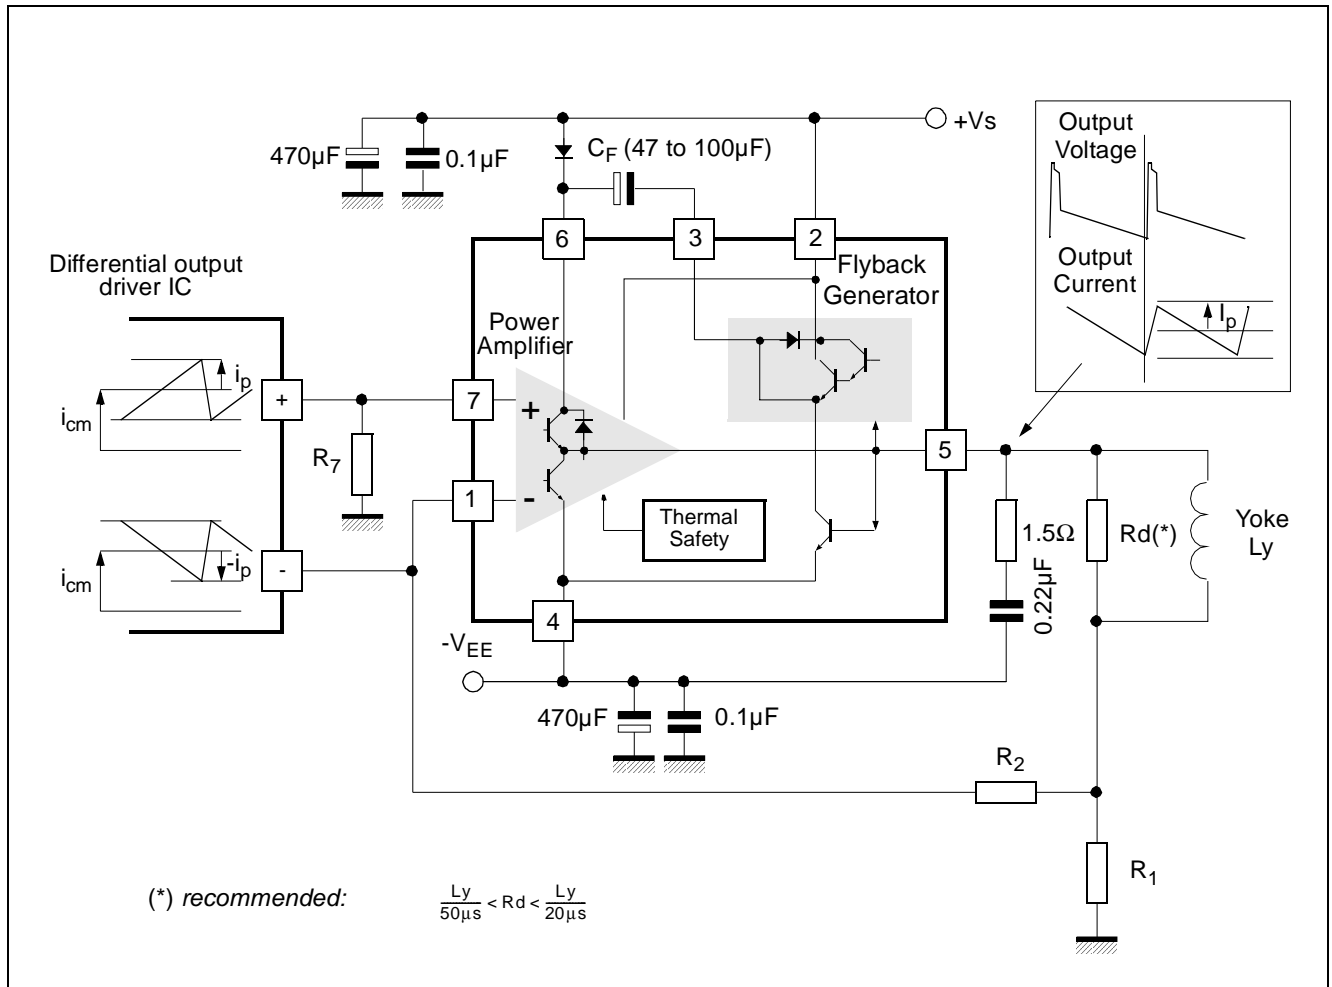 +Vs
470µF
0.1µF
C_F (47 to 100µF)
Output
Voltage
Output
Current
I_p
6
3
2
Differential output
driver IC
Flyback
Generator
Power
Amplifier
i_p
i_cm
+
7
+
R_7
5
1
-
Thermal
Safety
1.5Ω
Rd(*)
Yoke
Ly
0.22µF
i_cm
-i_p
-
4
-V_EE
470µF
0.1µF
R_2
R_1
(*) recommended: Ly/50µs < Rd < Ly/20µs